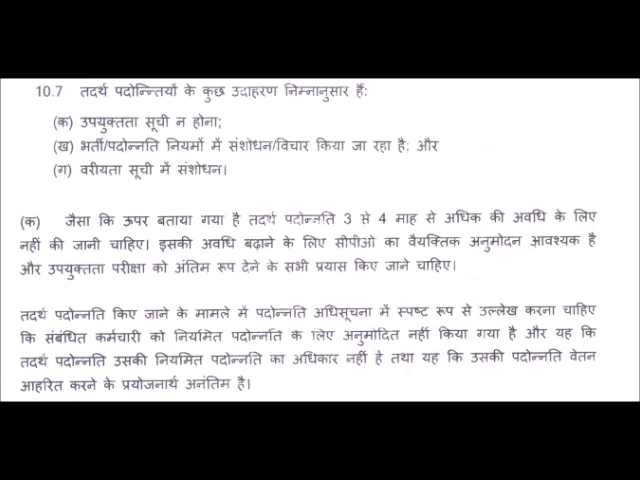 10.7 तदर्थ पदोन्न्तियों के कुछ उदाहरण निम्नानुसार हैं:
(क) उपयुक्तता सूची न होना;
(ख) भर्ती/पदोन्नति नियमों में संशोधन/विचार किया जा रहा है; और
(ग) वरीयता सूची में संशोधन।
(क) जैसा कि ऊपर बताया गया है तदर्थ पदोन्नति 3 से 4 माह से अधिक की अवधि के लिए
नहीं की जानी चाहिए। इसकी अवधि बढ़ाने के लिए सीपीओ का वैयक्तिक अनुमोदन आवश्यक है
और उपयुक्तता परीक्षा को अंतिम रूप देने के सभी प्रयास किए जाने चाहिए।
तदर्थ पदोन्नति किए जाने के मामले में पदोन्नति अधिसूचना में स्पष्ट रूप से उल्लेख करना चाहिए
कि संबंधित कर्मचारी को नियमित पदोन्नति के लिए अनुमोदित नहीं किया गया है और यह कि
तदर्थ पदोन्नति उसकी नियमित पदोन्नति का अधिकार नहीं है तथा यह कि उसकी पदोन्नति वेतन
आहरित करने के प्रयोजनार्थ अनंतिम है।